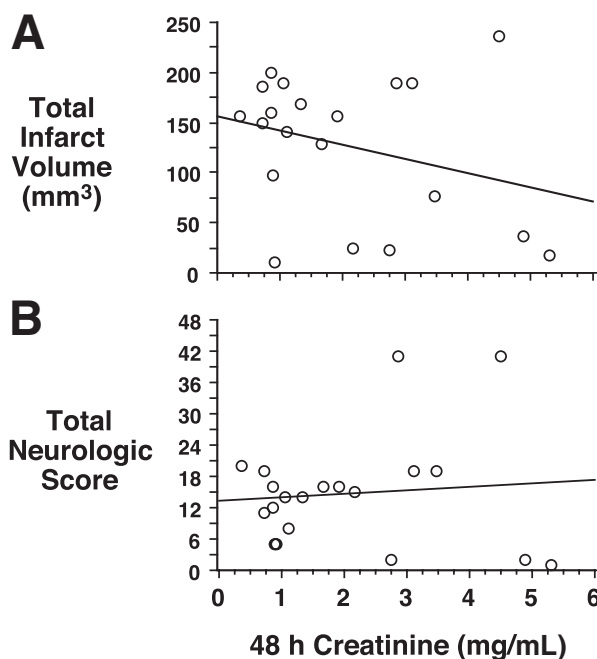 A
250
200
150
100
50
0
Total
Infarct
Volume
(mm³)
B
48
42
36
30
24
18
12
6
0
Total
Neurologic
Score
0 1 2 3 4 5 6
48 h Creatinine (mg/mL)